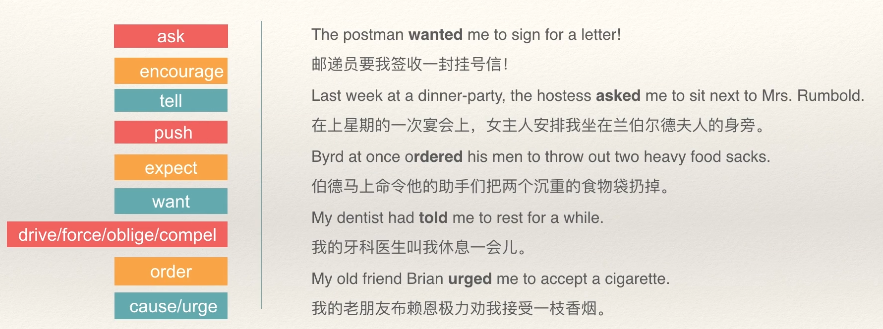 ask
encourage
tell
push
expect
want
drive/force/oblige/compel
order
cause/urge
The postman wanted me to sign for a letter!
邮递员要我签收一封挂号信！
Last week at a dinner-party, the hostess asked me to sit next to Mrs. Rumbold.
在上星期的一次宴会上，女主人安排我坐在兰伯尔德夫人的身旁。
Byrd at once ordered his men to throw out two heavy food sacks.
伯德马上命令他的助手们把两个沉重的食物袋扔掉。
My dentist had told me to rest for a while.
我的牙科医生叫我休息一会儿。
My old friend Brian urged me to accept a cigarette.
我的老朋友布赖恩极力劝我接受一枝香烟。